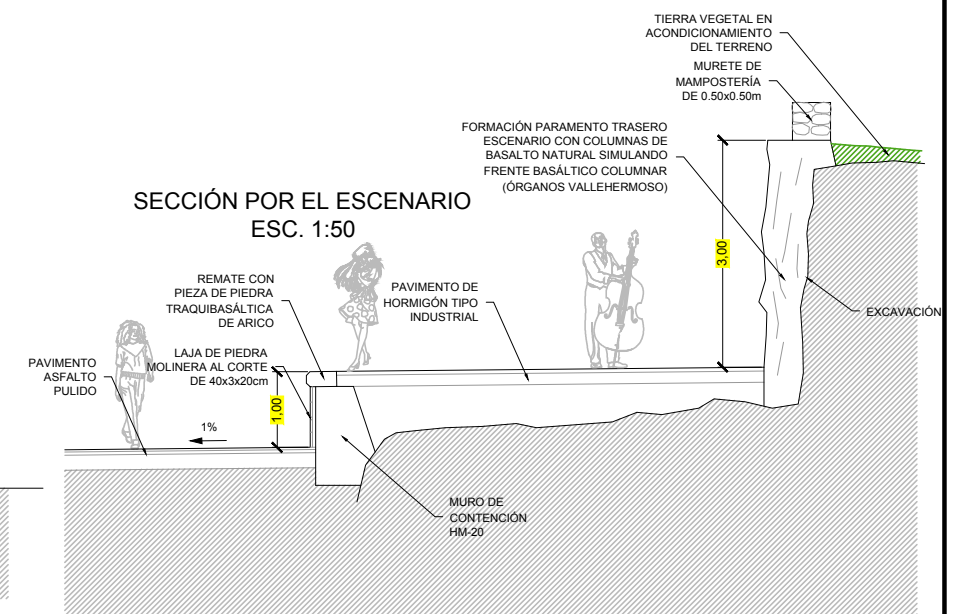 TIERRA VEGETAL EN
ACONDICIONAMIENTO
DEL TERRENO
MURETE DE
MAMPOSTERÍA
DE 0.50x0.50m
FORMACIÓN PARAMENTO TRASERO
ESCENARIO CON COLUMNAS DE
BASALTO NATURAL SIMULANDO
FRENTE BASÁLTICO COLUMNAR
(ÓRGANOS VALLEHERMOSO)
SECCIÓN POR EL ESCENARIO
ESC. 1:50
3,00
REMATE CON
PIEZA DE PIEDRA
TRAQUIBASÁLTICA
DE ARICO
PAVIMENTO DE
HORMIGÓN TIPO
INDUSTRIAL
EXCAVACIÓN
LAJA DE PIEDRA
MOLINERA AL CORTE
DE 40x3x20cm
PAVIMENTO
ASFALTO
PULIDO
1,00
1%
MURO DE
CONTENCIÓN
HM-20